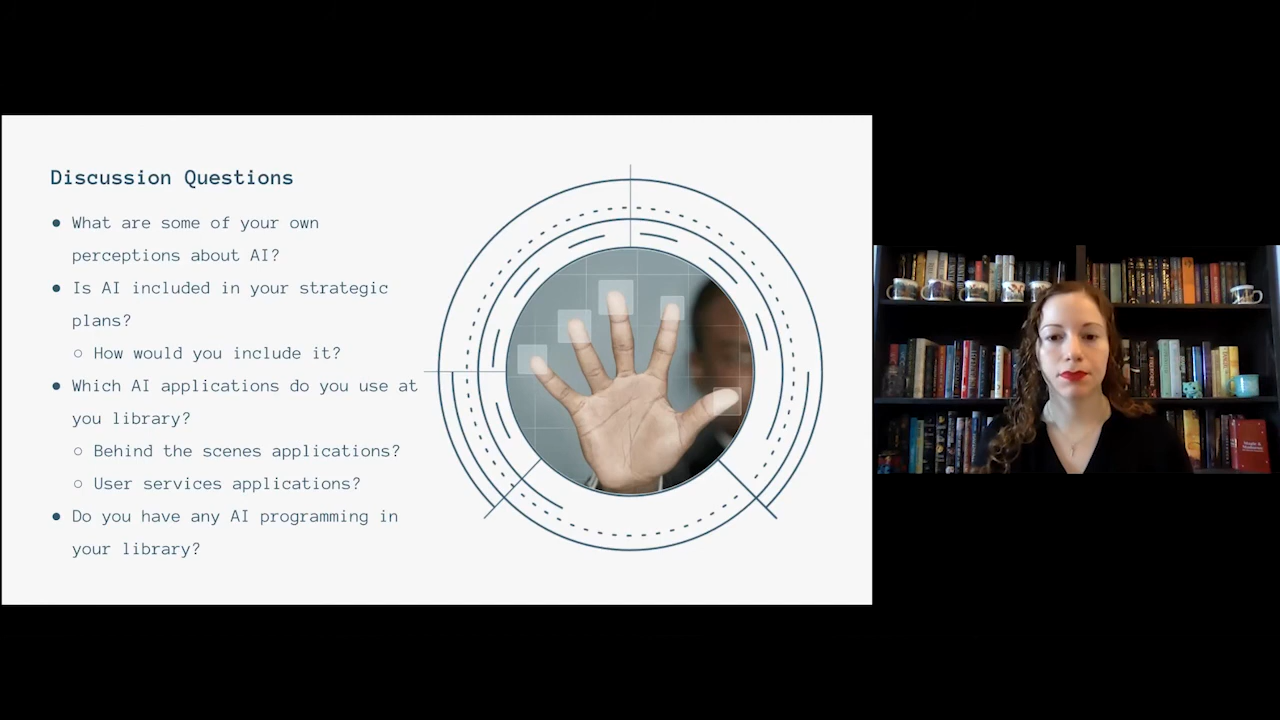 Discussion Questions
● What are some of your own
perceptions about AI?
● Is AI included in your strategic
plans?
○ How would you include it?
● Which AI applications do you use at
you library?
○ Behind the scenes applications?
○ User services applications?
● Do you have any AI programming in
your library?